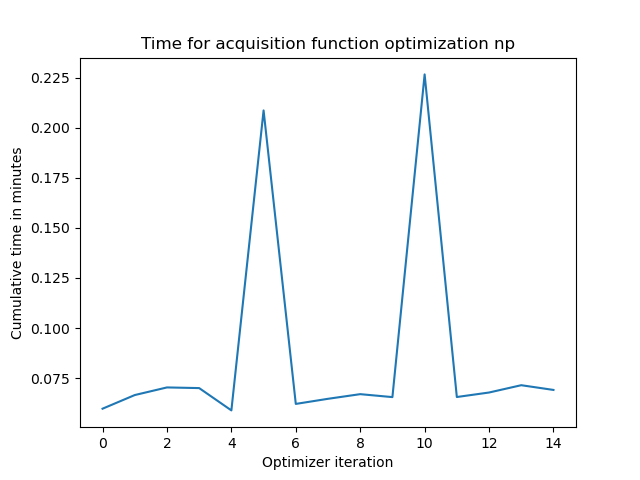 Time for acquisition function optimization np
Cumulative time in minutes
0.225
0.200
0.175
0.150
0.125
0.100
0.075
0 2 4 6 8 10 12 14
Optimizer iteration